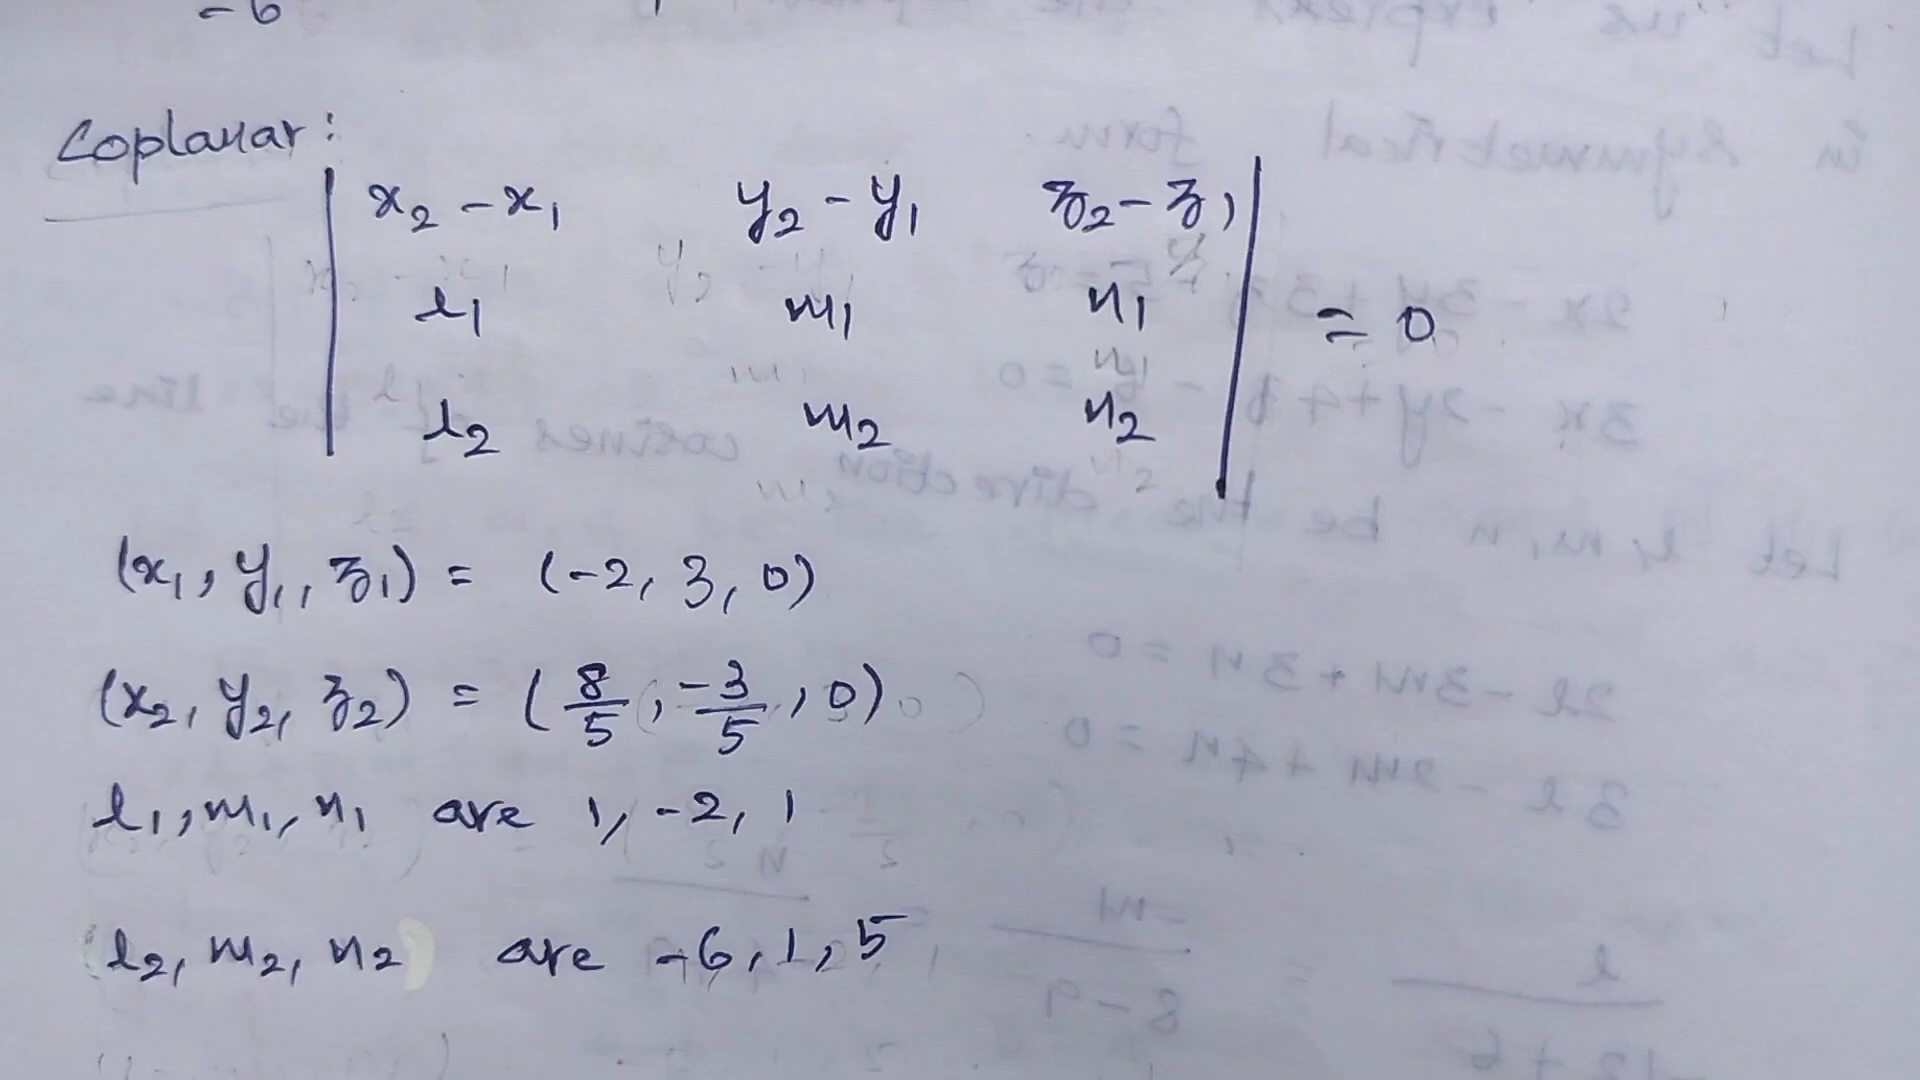 -6
Coplanar:
| x₂ - x₁ y₂ - y₁ z₂ - z₁ |
| l₁ m₁ n₁ | = 0
| l₂ m₂ n₂ |
(x₁, y₁, z₁) = (-2, 3, 0)
(x₂, y₂, z₂) = (8/5, -3/5, 0)
l₁, m₁, n₁ are 1, -2, 1
l₂, m₂, n₂ are -6, 1, 5